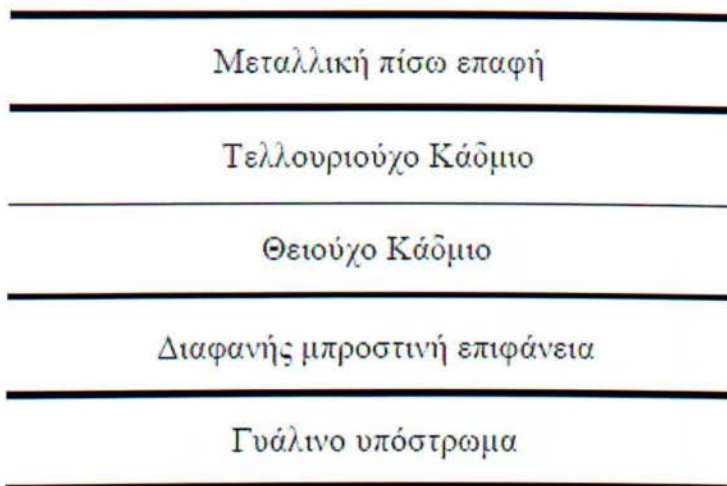 Μεταλλική πίσω επαφή
Τελλουριούχο Κάδμιο
Θειούχο Κάδμιο
Διαφανής μπροστινή επιφάνεια
Γυάλινο υπόστρωμα